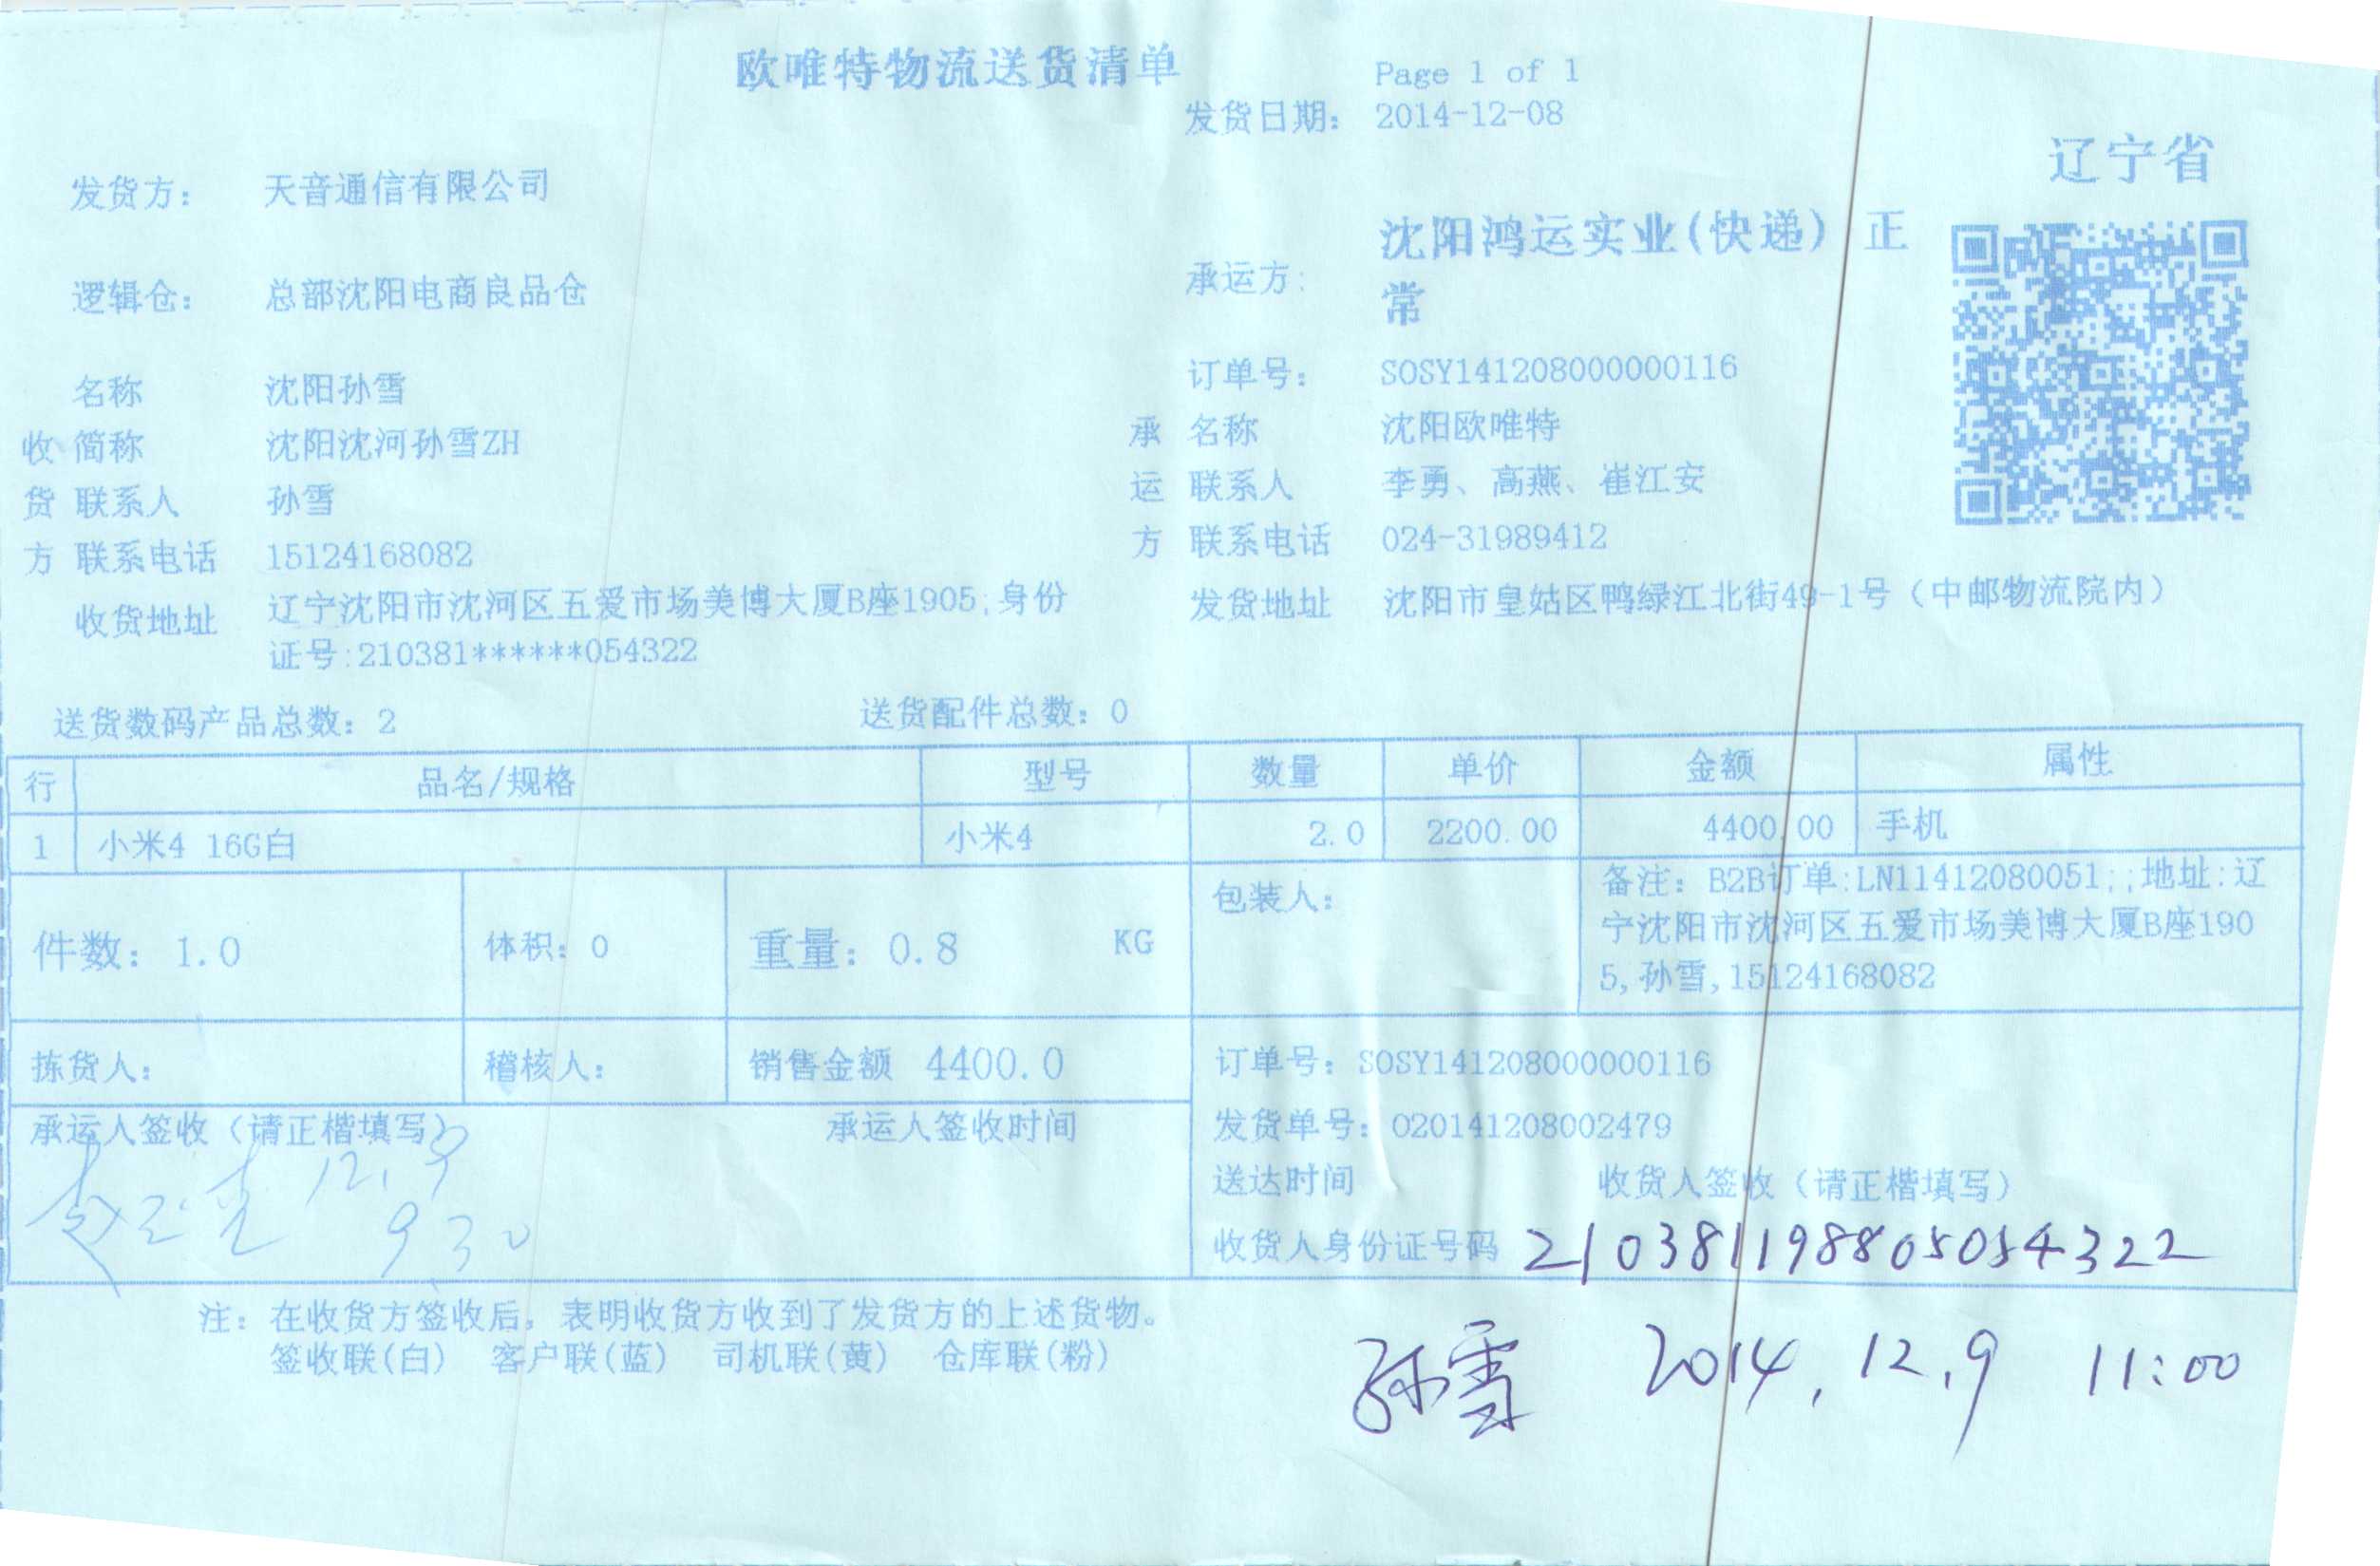 欧唯特物流送货清单
Page 1 of 1
发货日期: 2014-12-08
辽宁省
发货方: 天音通信有限公司
承运方: 沈阳鸿运实业(快递) 正常
逻辑仓: 总部沈阳电商良品仓
订单号: SOSY141208000000116
收货方
名称 沈阳孙雪
简称 沈阳沈河孙雪ZH
联系人 孙雪
联系电话 15124168082
收货地址 辽宁沈阳市沈河区五爱市场美博大厦B座1905;身份
证号:210381******054322
承运方
名称 沈阳欧唯特
联系人 李勇、高燕、崔江安
联系电话 024-31989412
发货地址 沈阳市皇姑区鸭绿江北街49-1号(中邮物流院内)
送货数码产品总数: 2 送货配件总数: 0
行 品名/规格 型号 数量 单价 金额 属性
1 小米4 16G白 小米4 2.0 2200.00 4400.00 手机
件数: 1.0 体积: 0 重量: 0.8 KG 包装人:
备注: B2B订单:LN11412080051;;地址:辽
宁沈阳市沈河区五爱市场美博大厦B座190
5,孙雪,15124168082
拣货人: 稽核人: 销售金额 4400.0
订单号: SOSY141208000000116
承运人签收(请正楷填写) 承运人签收时间
12.9
9.30
发货单号: 020141208002479
送达时间 收货人签收(请正楷填写)
收货人身份证号码 210381198805054322
注: 在收货方签收后, 表明收货方收到了发货方的上述货物。
签收联(白) 客户联(蓝) 司机联(黄) 仓库联(粉)
孙雪 2014.12.9 11:00